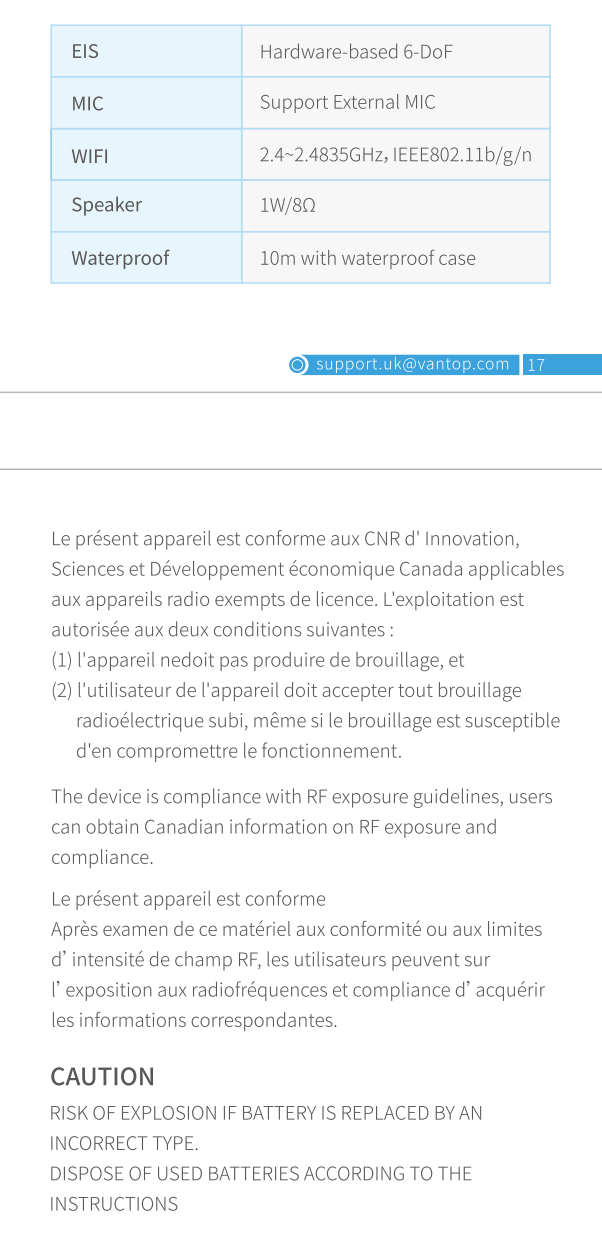 EIS Hardware-based 6-DoF
MIC Support External MIC
WIFI 2.4~2.4835GHz, IEEE802.11b/g/n
Speaker 1W/8Ω
Waterproof 10m with waterproof case
support.uk@vantop.com 17
Le présent appareil est conforme aux CNR d' Innovation,
Sciences et Développement économique Canada applicables
aux appareils radio exempts de licence. L'exploitation est
autorisée aux deux conditions suivantes :
(1) l'appareil nedoit pas produire de brouillage, et
(2) l'utilisateur de l'appareil doit accepter tout brouillage
radioélectrique subi, même si le brouillage est susceptible
d'en compromettre le fonctionnement.
The device is compliance with RF exposure guidelines, users
can obtain Canadian information on RF exposure and
compliance.
Le présent appareil est conforme
Après examen de ce matériel aux conformité ou aux limites
d’ intensité de champ RF, les utilisateurs peuvent sur
l’ exposition aux radiofréquences et compliance d’ acquérir
les informations correspondantes.
CAUTION
RISK OF EXPLOSION IF BATTERY IS REPLACED BY AN
INCORRECT TYPE.
DISPOSE OF USED BATTERIES ACCORDING TO THE
INSTRUCTIONS